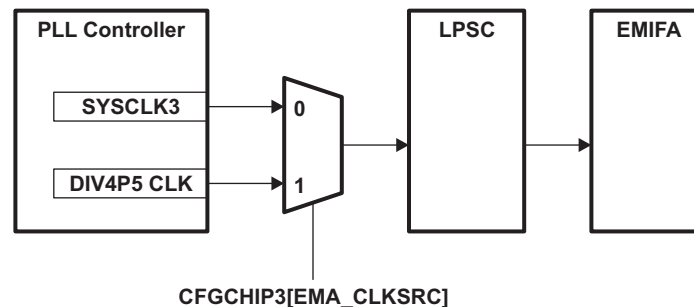 PLL Controller
LPSC
EMIFA
SYSCLK3
0
DIV4P5 CLK
1
CFGCHIP3[EMA_CLKSRC]